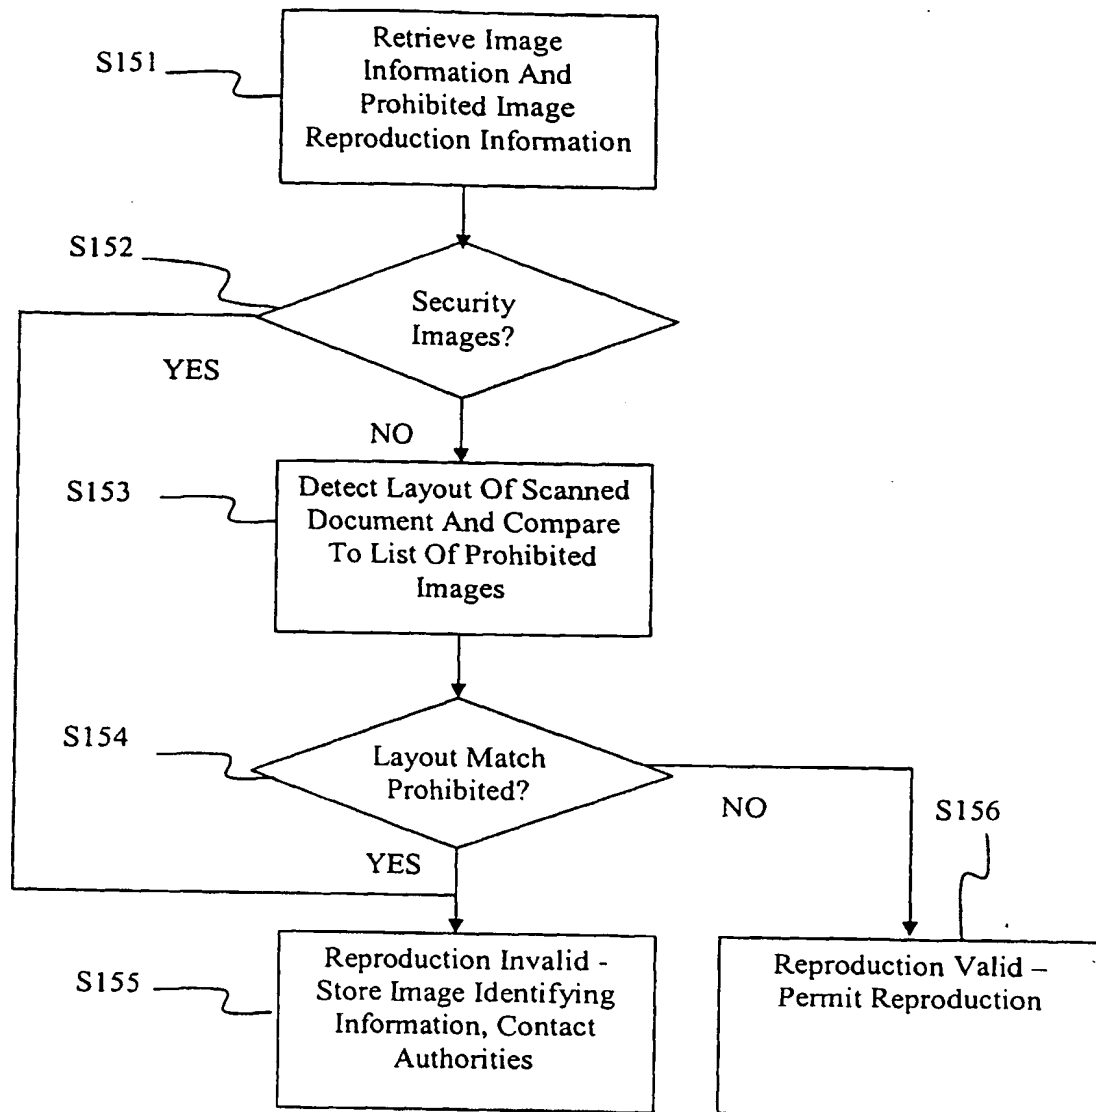 S151
Retrieve Image
Information And
Prohibited Image
Reproduction Information
S152
Security
Images?
YES
NO
S153
Detect Layout Of Scanned
Document And Compare
To List Of Prohibited
Images
S154
Layout Match
Prohibited?
NO
S156
YES
S155
Reproduction Invalid -
Store Image Identifying
Information, Contact
Authorities
Reproduction Valid –
Permit Reproduction